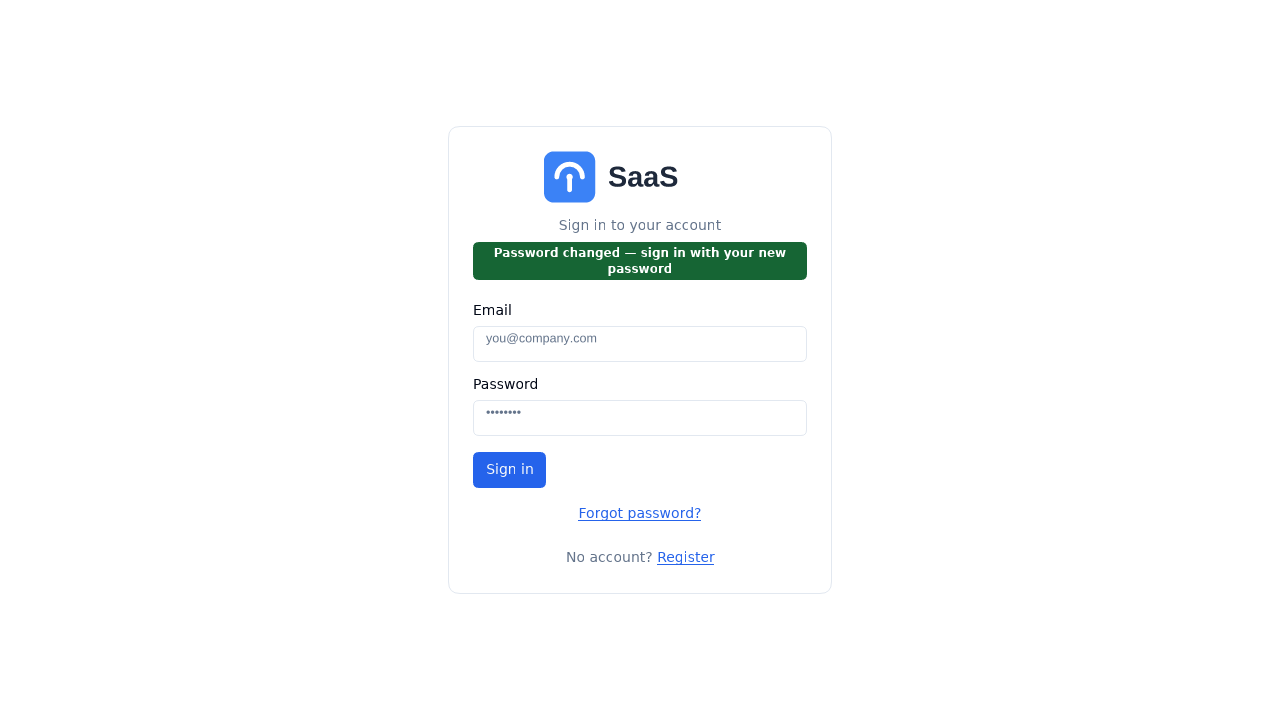 SaaS
Sign in to your account
Password changed — sign in with your new
password
Email
you@company.com
Password
••••••••
Sign in
Forgot password?
No account? Register